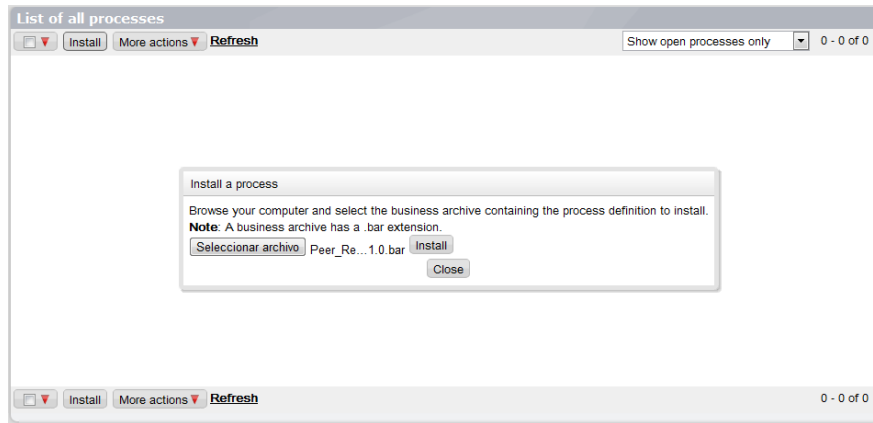 List of all processes
Install More actions Refresh Show open processes only 0 - 0 of 0
Install a process
Browse your computer and select the business archive containing the process definition to install.
Note: A business archive has a .bar extension.
Seleccionar archivo Peer_Re...1.0.bar Install
Close
Install More actions Refresh 0 - 0 of 0